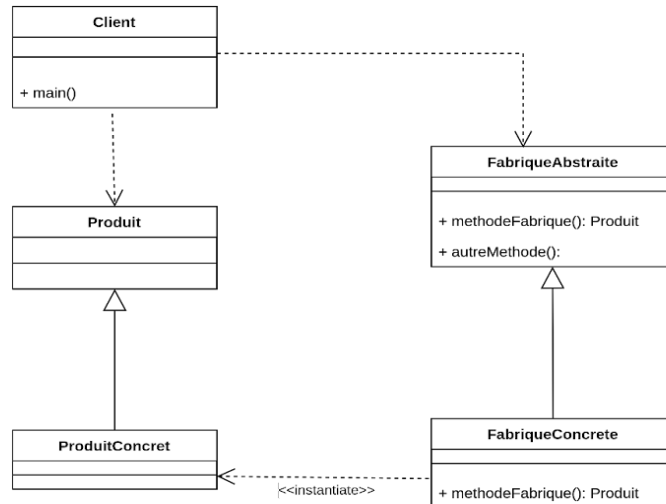 Client
+ main()
FabriqueAbstraite
+ methodeFabrique(): Produit
+ autreMethode():
Produit
ProduitConcret
<<instantiate>>
FabriqueConcrete
+ methodeFabrique(): Produit